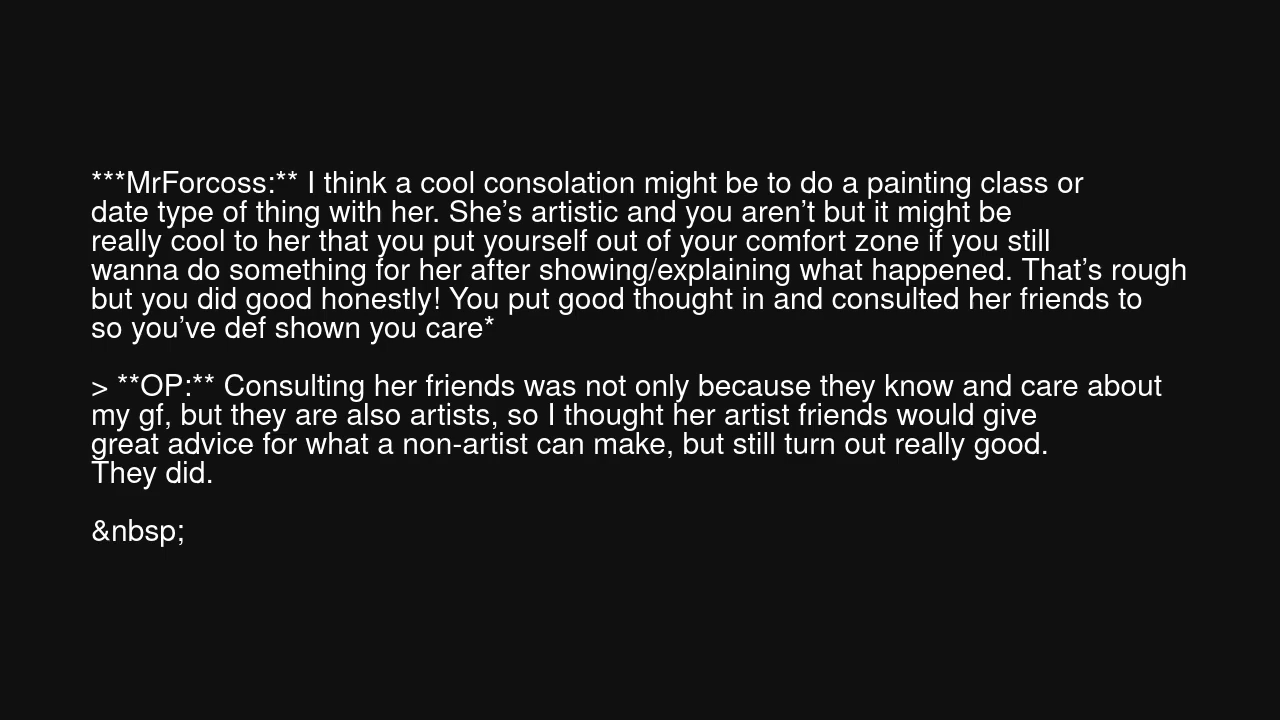 ***MrForcoss:** I think a cool consolation might be to do a painting class or
date type of thing with her. She’s artistic and you aren’t but it might be
really cool to her that you put yourself out of your comfort zone if you still
wanna do something for her after showing/explaining what happened. That’s rough
but you did good honestly! You put good thought in and consulted her friends to
so you’ve def shown you care*
> **OP:** Consulting her friends was not only because they know and care about
my gf, but they are also artists, so I thought her artist friends would give
great advice for what a non-artist can make, but still turn out really good.
They did.
&nbsp;